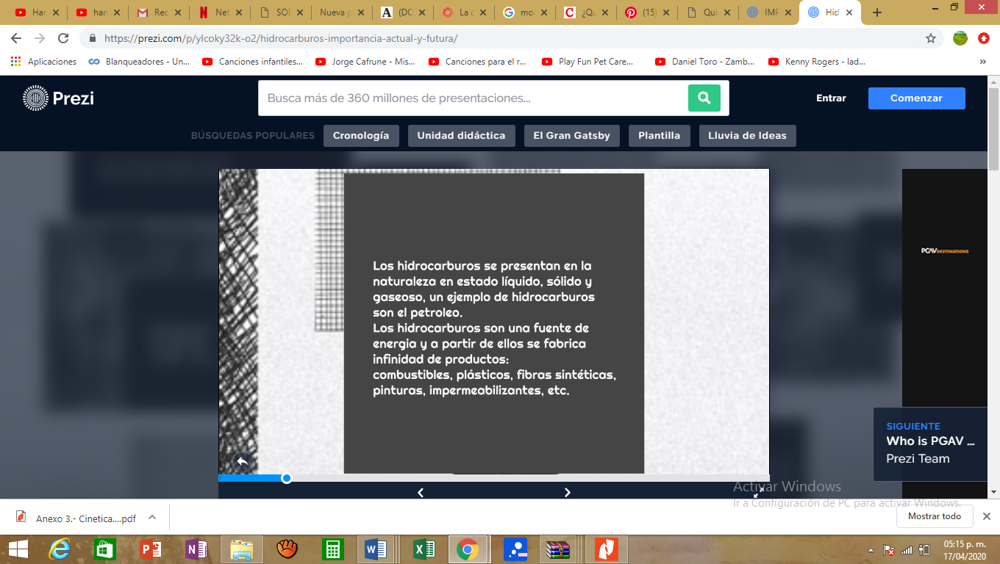 Har
har
Rec
Net
SOE
Nueva p
(DC
La c
mod
¿Qu
(15)
Qui
IMF
Hid
https://prezi.com/p/ylcoky32k-o2/hidrocarburos-importancia-actual-y-futura/
Aplicaciones
Blanqueadores - Un...
Canciones infantiles...
Jorge Cafrune - Mis...
Canciones para el r...
Play Fun Pet Care...
Daniel Toro - Zamb...
Kenny Rogers - lad...
Prezi
Busca más de 360 millones de presentaciones...
Entrar
Comenzar
BÚSQUEDAS POPULARES
Cronología
Unidad didáctica
El Gran Gatsby
Plantilla
Lluvia de Ideas
Los hidrocarburos se presentan en la
naturaleza en estado líquido, sólido y
gaseoso, un ejemplo de hidrocarburos
son el petroleo.
Los hidrocarburos son una fuente de
energia y a partir de ellos se fabrica
infinidad de productos:
combustibles, plásticos, fibras sintéticas,
pinturas, impermeabilizantes, etc.
PGAV DESTINATIONS
SIGUIENTE
Who is PGAV ...
Prezi Team
Activar Windows
Ir a Configuración de PC para activar Windows.
Anexo 3.- Cinetica....pdf
Mostrar todo
05:15 p. m.
17/04/2020